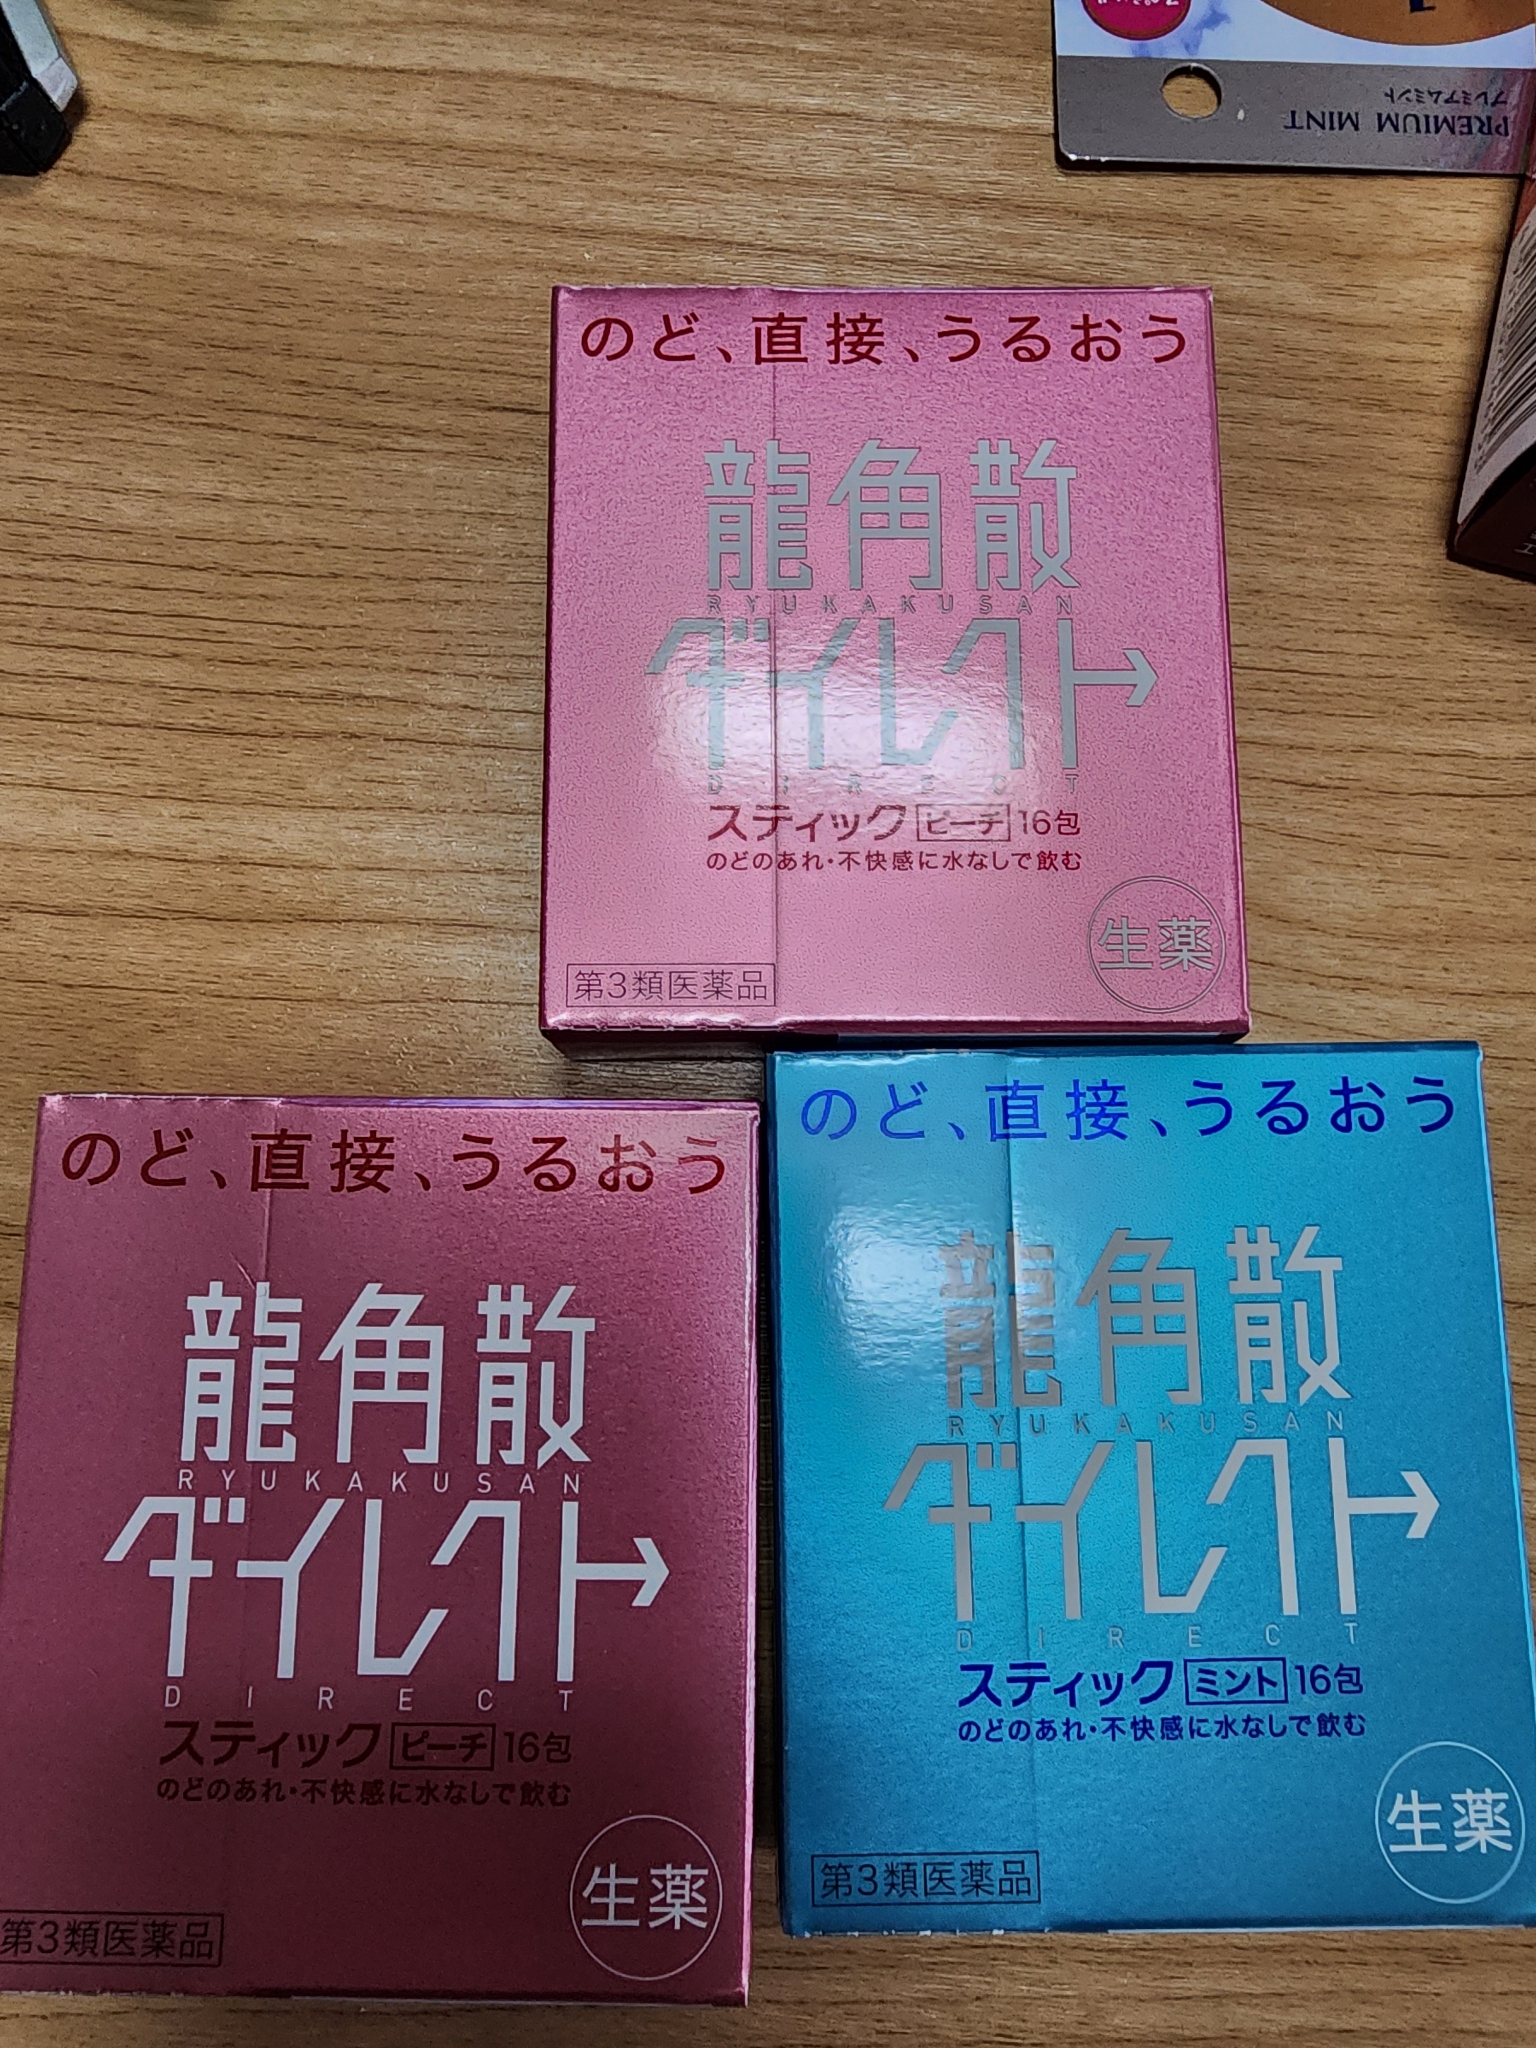 PREMIUM MINT
プレミアムミント
のど、直接、うるおう
龍角散
RYUKAKUSAN
ダイレクト
DIRECT
スティック ピーチ 16包
のどのあれ・不快感に水なしで飲む
生薬
第3類医薬品
のど、直接、うるおう
龍角散
RYUKAKUSAN
ダイレクト
DIRECT
スティック ピーチ 16包
のどのあれ・不快感に水なしで飲む
生薬
第3類医薬品
のど、直接、うるおう
龍角散
RYUKAKUSAN
ダイレクト
DIRECT
スティック ミント 16包
のどのあれ・不快感に水なしで飲む
生薬
第3類医薬品